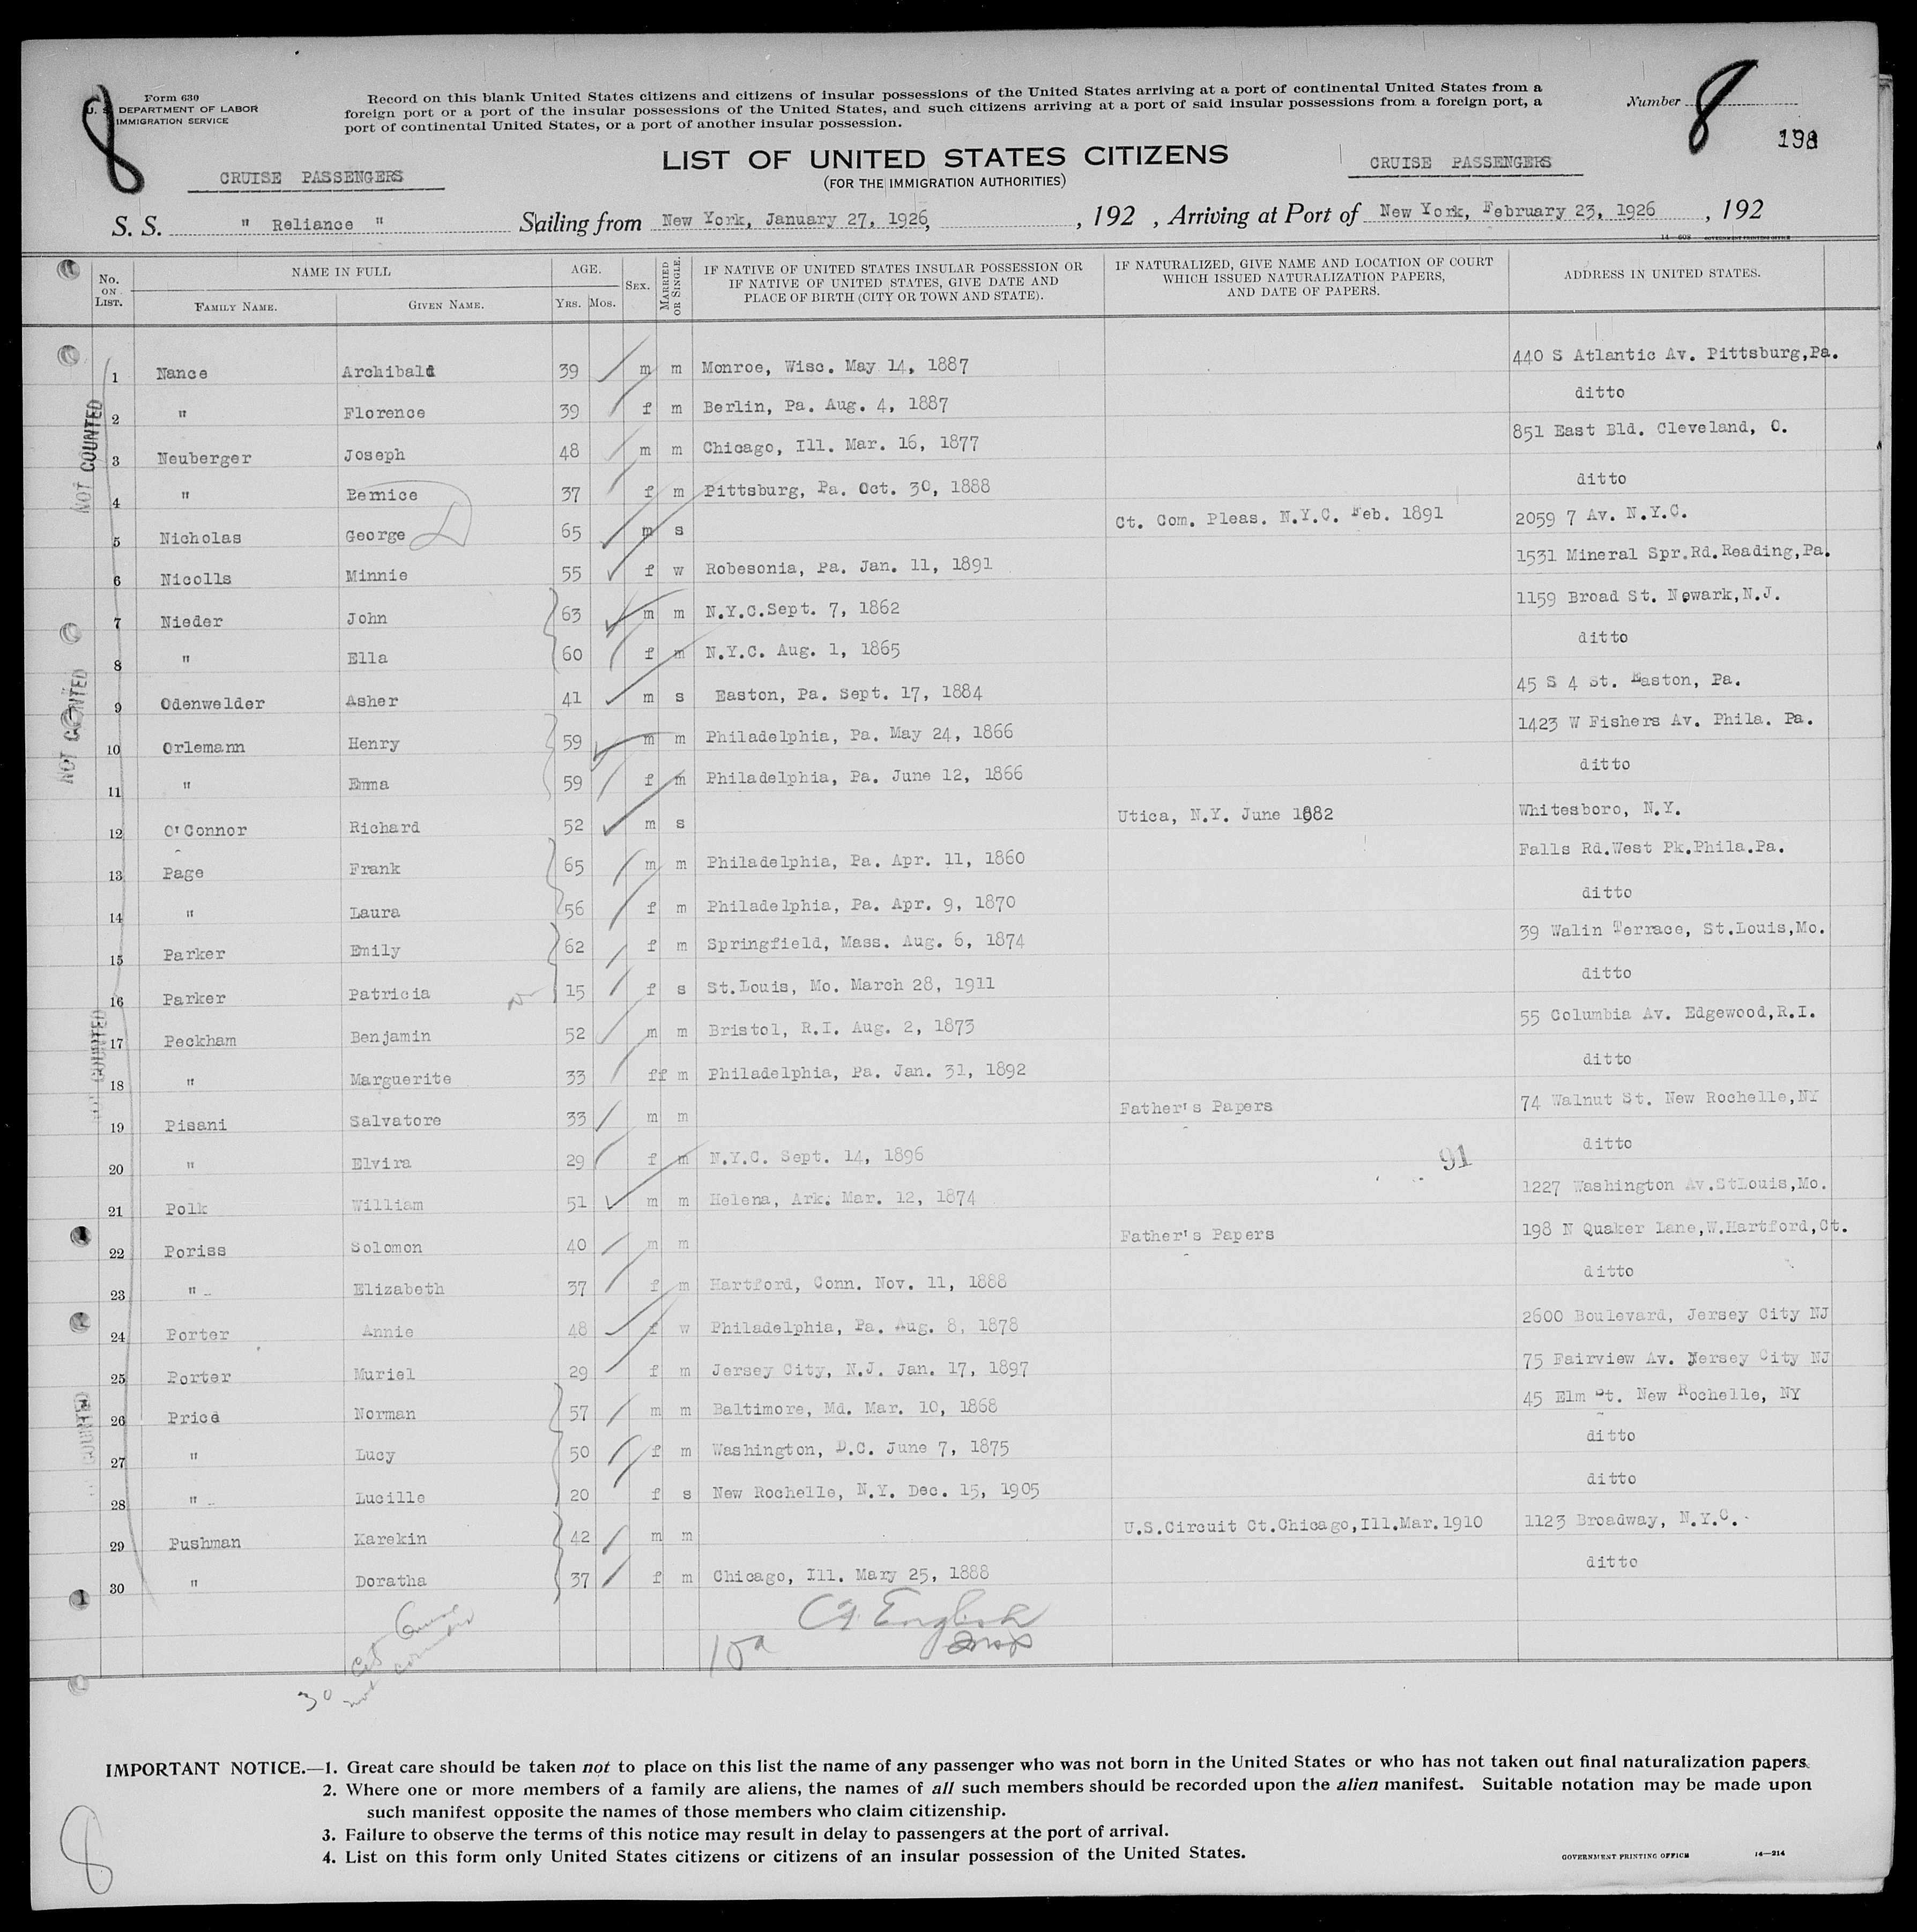 Form 630
U. S. DEPARTMENT OF LABOR
IMMIGRATION SERVICE
8
Record on this blank United States citizens and citizens of insular possessions of the United States arriving at a port of continental United States from a
foreign port or a port of the insular possessions of the United States, and such citizens arriving at a port of said insular possessions from a foreign port, a
port of continental United States, or a port of another insular possession.
Number 8
198
CRUISE PASSENGERS
LIST OF UNITED STATES CITIZENS
(FOR THE IMMIGRATION AUTHORITIES)
CRUISE PASSENGERS
S. S. " Reliance " Sailing from New York, January 27, 1926, , 192 , Arriving at Port of New York, February 23, 1926 , 192
No. ON LIST. NAME IN FULL FAMILY NAME. GIVEN NAME. AGE. YRS. MOS. SEX. MARRIED OR SINGLE. IF NATIVE OF UNITED STATES INSULAR POSSESSION OR IF NATIVE OF UNITED STATES, GIVE DATE AND PLACE OF BIRTH (CITY OR TOWN AND STATE). IF NATURALIZED, GIVE NAME AND LOCATION OF COURT WHICH ISSUED NATURALIZATION PAPERS, AND DATE OF PAPERS. ADDRESS IN UNITED STATES.
1 Nance Archibald 39 m m Monroe, Wisc. May 14, 1887 440 S Atlantic Av. Pittsburg,Pa.
2 " Florence 39 f m Berlin, Pa. Aug. 4, 1887 ditto
3 Neuberger Joseph 48 m m Chicago, Ill. Mar. 16, 1877 851 East Bld. Cleveland, O.
4 " Bernice 37 f m Pittsburg, Pa. Oct. 30, 1888 ditto
5 Nicholas George 65 m s Ct. Com. Pleas. N.Y.C. Feb. 1891 2059 7 Av. N.Y.C.
6 Nicolls Minnie 55 f w Robesonia, Pa. Jan. 11, 1891 1531 Mineral Spr.Rd.Reading,Pa.
7 Nieder John 63 m m N.Y.C.Sept. 7, 1862 1159 Broad St. Newark,N.J.
8 " Ella 60 f m N.Y.C. Aug. 1, 1865 ditto
9 Odenwelder Asher 41 m s Easton, Pa. Sept. 17, 1884 45 S 4 St. Easton, Pa.
10 Orlemann Henry 59 m m Philadelphia, Pa. May 24, 1866 1423 W Fishers Av. Phila. Pa.
11 " Emma 59 f m Philadelphia, Pa. June 12, 1866 ditto
12 O'Connor Richard 52 m s Utica, N.Y. June 1882 Whitesboro, N.Y.
13 Page Frank 65 m m Philadelphia, Pa. Apr. 11, 1860 Falls Rd.West Pk.Phila.Pa.
14 " Laura 56 f m Philadelphia, Pa. Apr. 9, 1870 ditto
15 Parker Emily 62 f m Springfield, Mass. Aug. 6, 1874 39 Walin Terrace, St.Louis,Mo.
16 Parker Patricia 15 f s St.Louis, Mo. March 28, 1911 ditto
17 Peckham Benjamin 52 m m Bristol, R.I. Aug. 2, 1873 55 Columbia Av. Edgewood,R.I.
18 " Marguerite 33 ff m Philadelphia, Pa. Jan. 31, 1892 ditto
19 Pisani Salvatore 33 m m Father's Papers 74 Walnut St. New Rochelle,NY
20 " Elvira 29 f m N.Y.C. Sept. 14, 1896 91 ditto
21 Polk William 51 m m Helena, Ark. Mar. 12, 1874 1227 Washington Av.StLouis,Mo.
22 Poriss Solomon 40 m m Father's Papers 198 N Quaker Lane,W.Hartford,Ct.
23 " Elizabeth 37 f m Hartford, Conn. Nov. 11, 1888 ditto
24 Porter Annie 48 f w Philadelphia, Pa. Aug. 8, 1878 2600 Boulevard, Jersey City NJ
25 Porter Muriel 29 f m Jersey City, N.J. Jan. 17, 1897 75 Fairview Av. Jersey City NJ
26 Price Norman 57 m m Baltimore, Md. Mar. 10, 1868 45 Elm St. New Rochelle, NY
27 " Lucy 50 f m Washington, D.C. June 7, 1875 ditto
28 " Lucille 20 f s New Rochelle, N.Y. Dec. 15, 1905 ditto
29 Pushman Karekin 42 m m U.S.Circuit Ct.Chicago,Ill.Mar.1910 1123 Broadway, N.Y.C.
30 " Doratha 37 f m Chicago, Ill. Mary 25, 1888 ditto
NOT COUNTED
NOT COUNTED
NOT COUNTED
COUNTED
English
30
IMPORTANT NOTICE.—1. Great care should be taken not to place on this list the name of any passenger who was not born in the United States or who has not taken out final naturalization papers.
2. Where one or more members of a family are aliens, the names of all such members should be recorded upon the alien manifest. Suitable notation may be made upon
such manifest opposite the names of those members who claim citizenship.
3. Failure to observe the terms of this notice may result in delay to passengers at the port of arrival.
4. List on this form only United States citizens or citizens of an insular possession of the United States.
GOVERNMENT PRINTING OFFICE 14—214
8